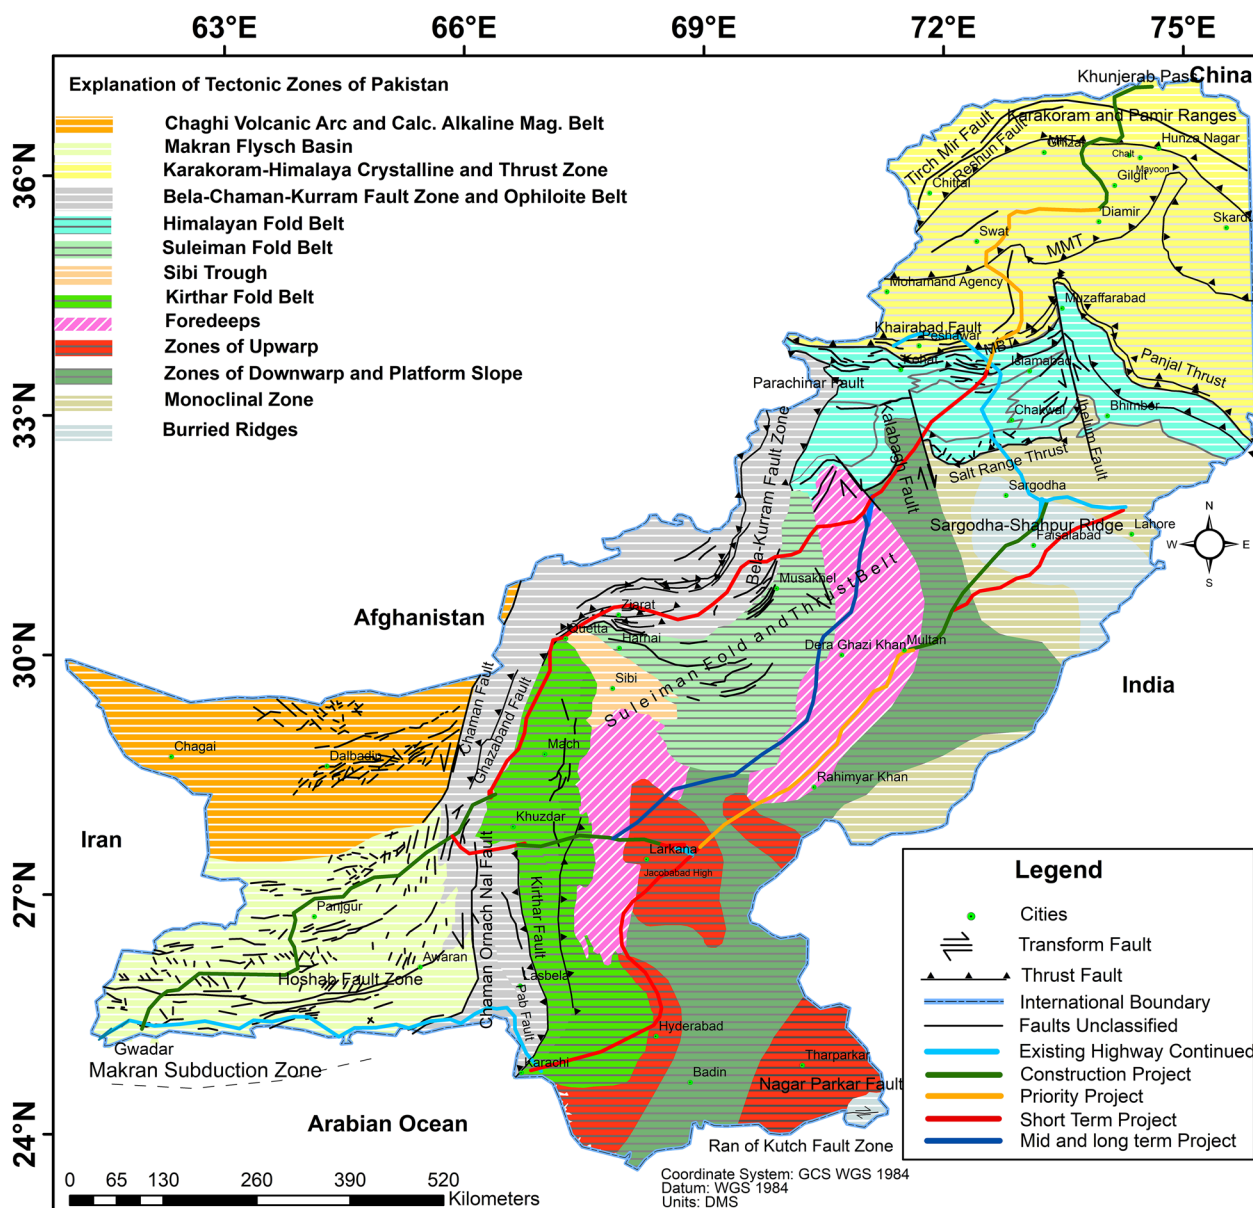 63°E 66°E 69°E 72°E 75°E
36°N
33°N
30°N
27°N
24°N
Explanation of Tectonic Zones of Pakistan
Chaghi Volcanic Arc and Calc. Alkaline Mag. Belt
Makran Flysch Basin
Karakoram-Himalaya Crystalline and Thrust Zone
Bela-Chaman-Kurram Fault Zone and Ophiloite Belt
Himalayan Fold Belt
Suleiman Fold Belt
Sibi Trough
Kirthar Fold Belt
Foredeeps
Zones of Upwarp
Zones of Downwarp and Platform Slope
Monoclinal Zone
Burried Ridges
Khunjerab Pass
China
Karakoram and Pamir Ranges
Tirch Mir Fault
Reshun Fault
MKT
Ghizar
Hunza Nagar
Chalt
Mayoon
Gilgit
Chitral
Diamir
Skardu
Swat
MMT
Mohamand Agency
Muzaffarabad
Khairabad Fault
Peshawar
MBT
Kohat
Islamabad
Panjal Thrust
Parachinar Fault
Chakwal
Bhimber
Kalabagh Fault
Jhelum Fault
Salt Range Thrust
Bela-Kurram Fault Zone
Sargodha
Sargodha-Shanpur Ridge
Lahore
Faisalabad
N
W E
S
Musakhel
Afghanistan
Ziarat
Quetta
Harnai
Suleiman Fold and Thrust Belt
Dera Ghazi Khan
Multan
India
Sibi
Chaman Fault
Ghazaband Fault
Chagai
Dalbadin
Mach
Rahimyar Khan
Iran
Khuzdar
Larkana
Jacohabad High
Kirthar Fault
Chaman Ornach Nal Fault
Panjgur
Awaran
Hoshab Fault Zone
Lasbela
Pab Fault
Hyderabad
Gwadar
Makran Subduction Zone
Karachi
Tharparkar
Badin
Nagar Parkar Fault
Arabian Ocean
Ran of Kutch Fault Zone
Legend
Cities
Transform Fault
Thrust Fault
International Boundary
Faults Unclassified
Existing Highway Continued
Construction Project
Priority Project
Short Term Project
Mid and long term Project
0 65 130 260 390 520
Kilometers
Coordinate System: GCS WGS 1984
Datum: WGS 1984
Units: DMS